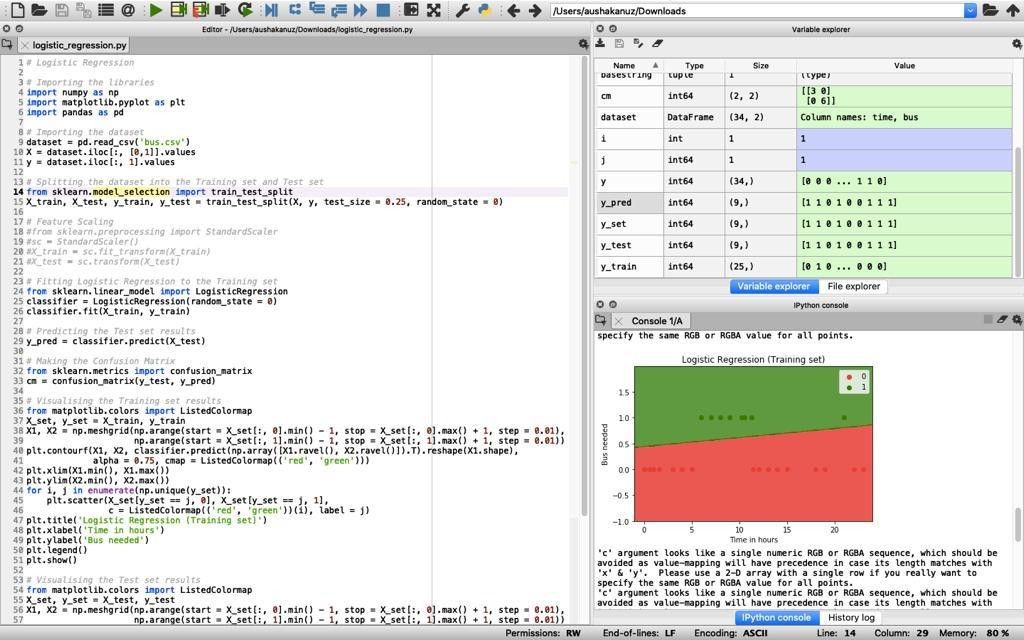 /Users/aushakanuz/Downloads
Editor - /Users/aushakanuz/Downloads/logistic_regression.py
logistic_regression.py
1 # Logistic Regression
2
3 # Importing the libraries
4 import numpy as np
5 import matplotlib.pyplot as plt
6 import pandas as pd
7
8 # Importing the dataset
9 dataset = pd.read_csv('bus.csv')
10 X = dataset.iloc[:, [0,1]].values
11 y = dataset.iloc[:, 1].values
12
13 # Splitting the dataset into the Training set and Test set
14 from sklearn.model_selection import train_test_split
15 X_train, X_test, y_train, y_test = train_test_split(X, y, test_size = 0.25, random_state = 0)
16
17 # Feature Scaling
18 #from sklearn.preprocessing import StandardScaler
19 #sc = StandardScaler()
20 #X_train = sc.fit_transform(X_train)
21 #X_test = sc.transform(X_test)
22
23 # Fitting Logistic Regression to the Training set
24 from sklearn.linear_model import LogisticRegression
25 classifier = LogisticRegression(random_state = 0)
26 classifier.fit(X_train, y_train)
27
28 # Predicting the Test set results
29 y_pred = classifier.predict(X_test)
30
31 # Making the Confusion Matrix
32 from sklearn.metrics import confusion_matrix
33 cm = confusion_matrix(y_test, y_pred)
34
35 # Visualising the Training set results
36 from matplotlib.colors import ListedColormap
37 X_set, y_set = X_train, y_train
38 X1, X2 = np.meshgrid(np.arange(start = X_set[:, 0].min() - 1, stop = X_set[:, 0].max() + 1, step = 0.01),
39 np.arange(start = X_set[:, 1].min() - 1, stop = X_set[:, 1].max() + 1, step = 0.01))
40 plt.contourf(X1, X2, classifier.predict(np.array([X1.ravel(), X2.ravel()]).T).reshape(X1.shape),
41 alpha = 0.75, cmap = ListedColormap(('red', 'green')))
42 plt.xlim(X1.min(), X1.max())
43 plt.ylim(X2.min(), X2.max())
44 for i, j in enumerate(np.unique(y_set)):
45 plt.scatter(X_set[y_set == j, 0], X_set[y_set == j, 1],
46 c = ListedColormap(('red', 'green'))(i), label = j)
47 plt.title('Logistic Regression (Training set)')
48 plt.xlabel('Time in hours')
49 plt.ylabel('Bus needed')
50 plt.legend()
51 plt.show()
52
53 # Visualising the Test set results
54 from matplotlib.colors import ListedColormap
55 X_set, y_set = X_test, y_test
56 X1, X2 = np.meshgrid(np.arange(start = X_set[:, 0].min() - 1, stop = X_set[:, 0].max() + 1, step = 0.01),
57 np.arange(start = X_set[:, 1].min() - 1, stop = X_set[:, 1].max() + 1, step = 0.01))
Variable explorer
Name Type Size Value
basestring tuple 1 (type)
cm int64 (2, 2) [[3 0]
[0 6]]
dataset DataFrame (34, 2) Column names: time, bus
i int 1 1
j int64 1 1
y int64 (34,) [0 0 0 ... 1 1 0]
y_pred int64 (9,) [1 1 0 1 0 0 1 1 1]
y_set int64 (9,) [1 1 0 1 0 0 1 1 1]
y_test int64 (9,) [1 1 0 1 0 0 1 1 1]
y_train int64 (25,) [0 1 0 ... 0 0 0]
Variable explorer File explorer
IPython console
Console 1/A
specify the same RGB or RGBA value for all points.
Logistic Regression (Training set)
0
1
1.5
1.0
0.5
0.0
−0.5
−1.0
Bus needed
0 5 10 15 20
Time in hours
'c' argument looks like a single numeric RGB or RGBA sequence, which should be
avoided as value-mapping will have precedence in case its length matches with
'x' & 'y'. Please use a 2-D array with a single row if you really want to
specify the same RGB or RGBA value for all points.
'c' argument looks like a single numeric RGB or RGBA sequence, which should be
avoided as value-mapping will have precedence in case its length matches with
IPython console History log
Permissions: RW End-of-lines: LF Encoding: ASCII Line: 14 Column: 29 Memory: 80 %